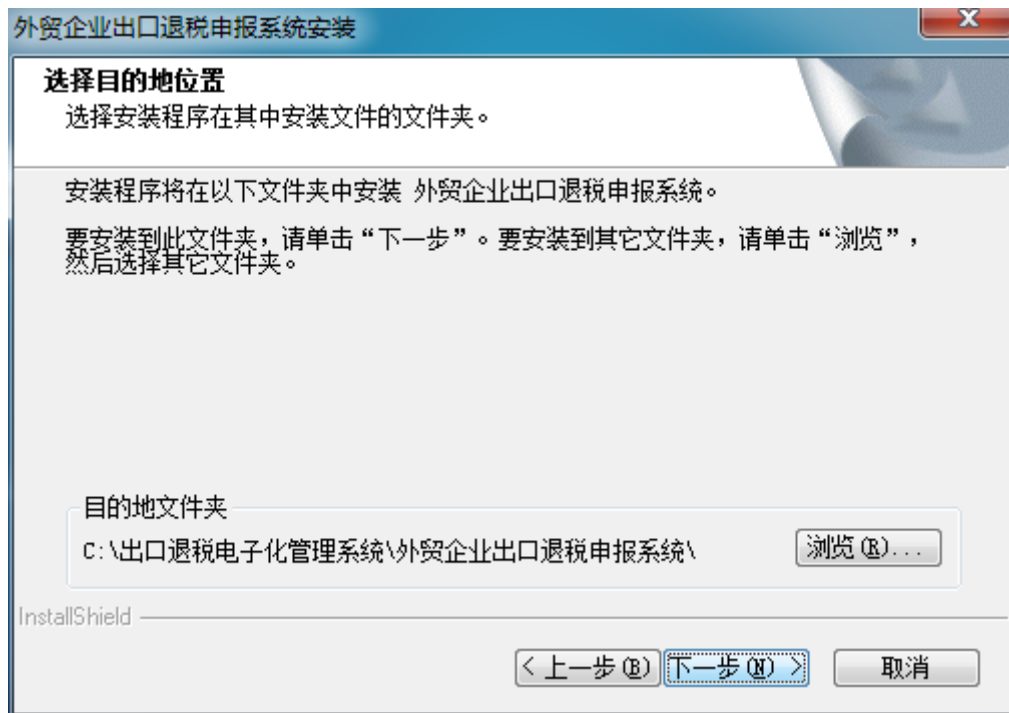 外贸企业出口退税申报系统安装
选择目的地位置
选择安装程序在其中安装文件的文件夹。
安装程序将在以下文件夹中安装 外贸企业出口退税申报系统。
要安装到此文件夹，请单击“下一步”。要安装到其它文件夹，请单击“浏览”，
然后选择其它文件夹。
目的地文件夹
C:\出口退税电子化管理系统\外贸企业出口退税申报系统\
浏览(R)...
InstallShield
< 上一步(B)
下一步(N) >
取消